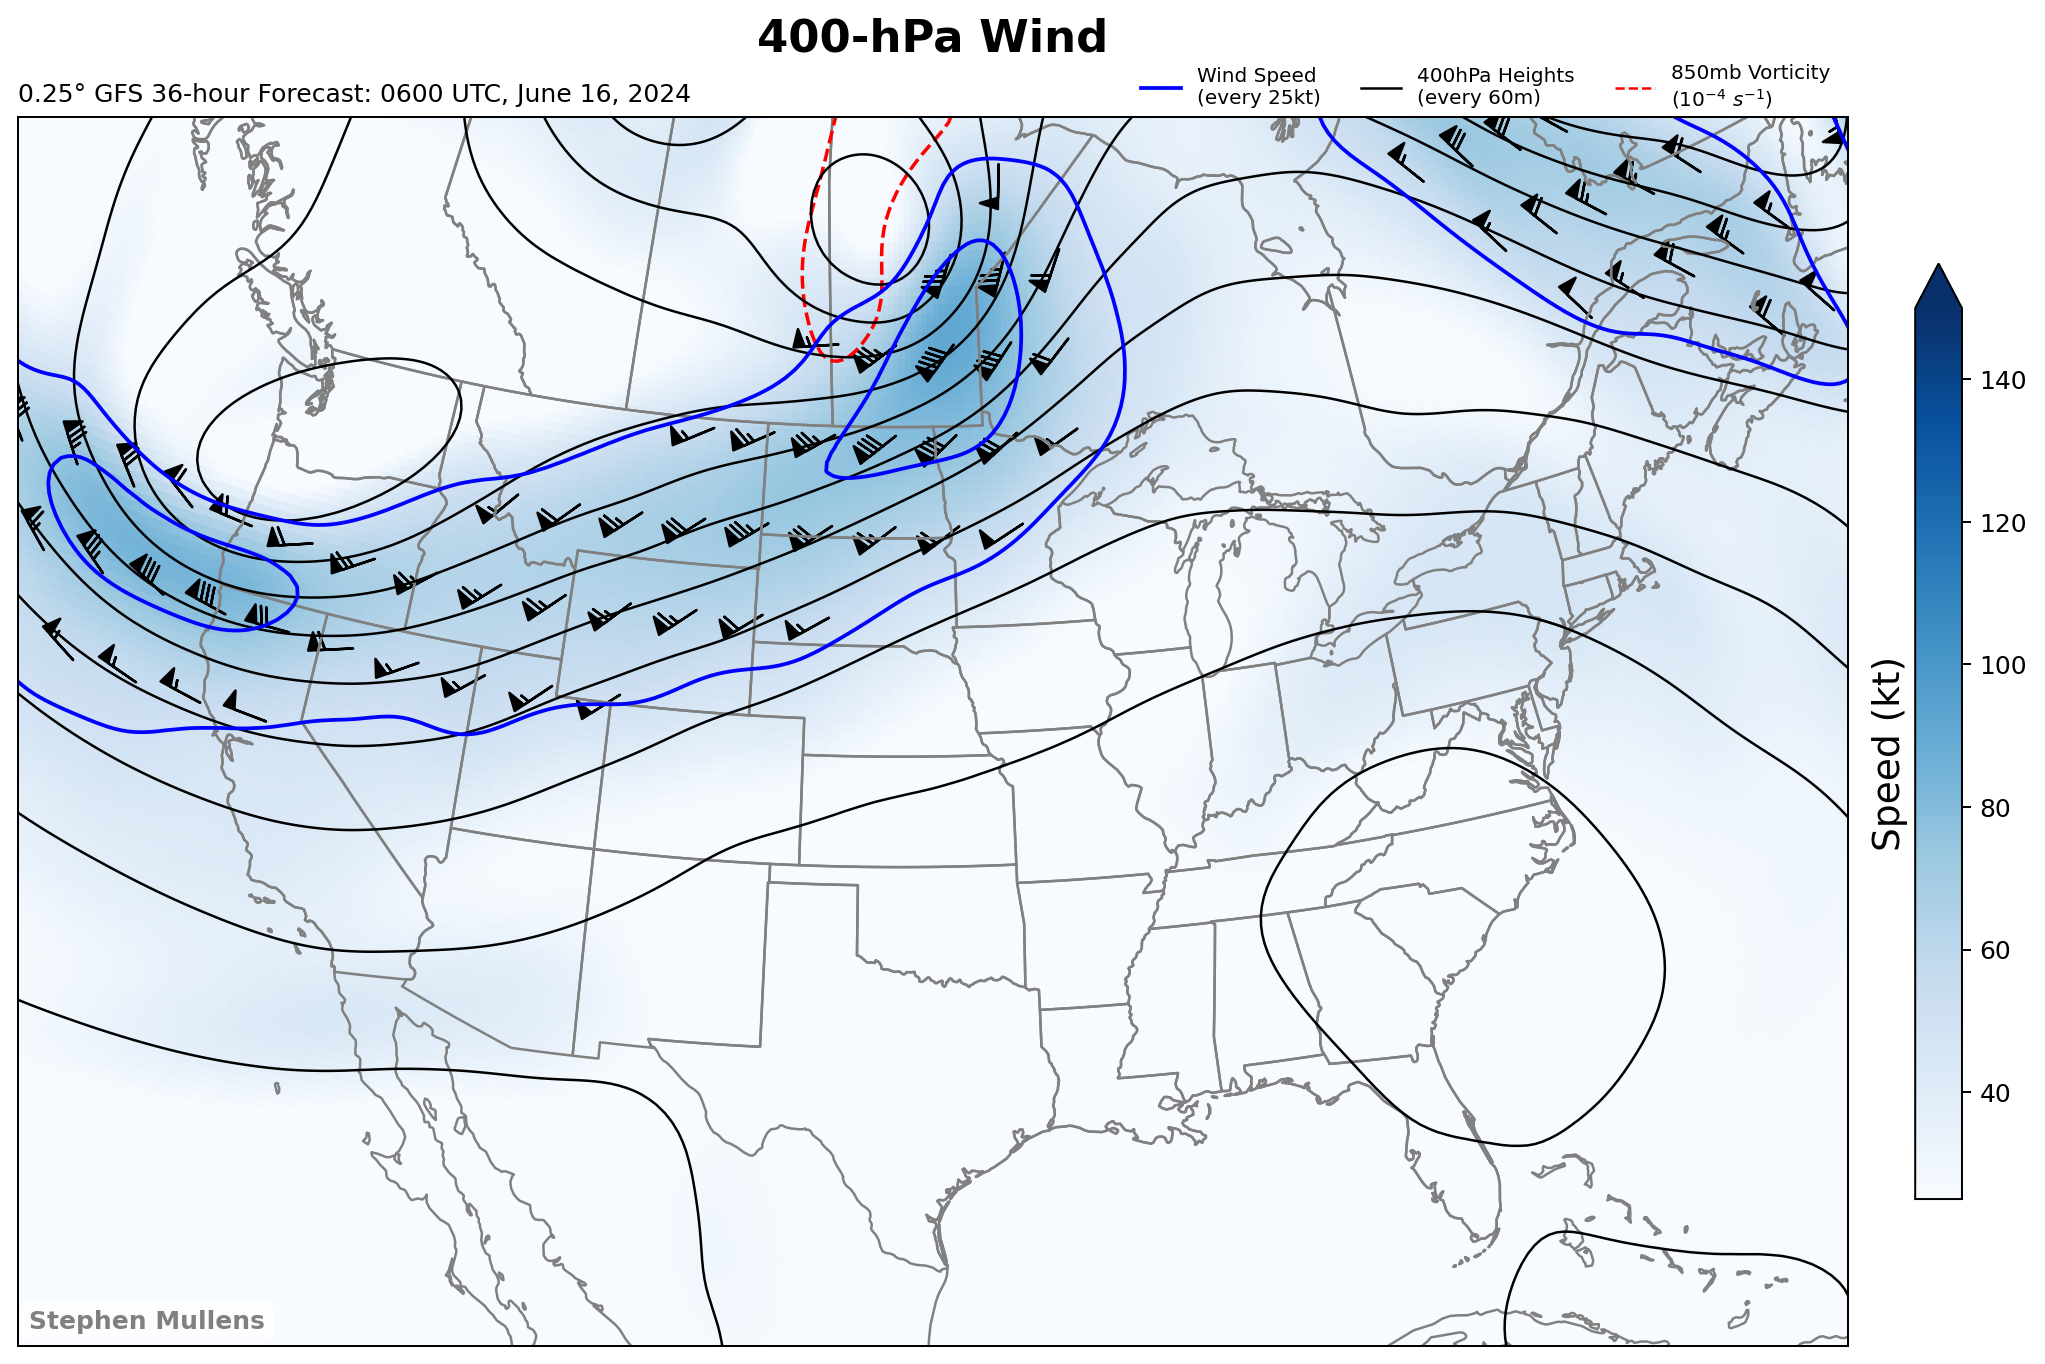 400-hPa Wind
0.25° GFS 36-hour Forecast: 0600 UTC, June 16, 2024
Wind Speed
(every 25kt)
400hPa Heights
(every 60m)
850mb Vorticity
(10⁻⁴ s⁻¹)
140
120
100
80
60
40
Speed (kt)
Stephen Mullens